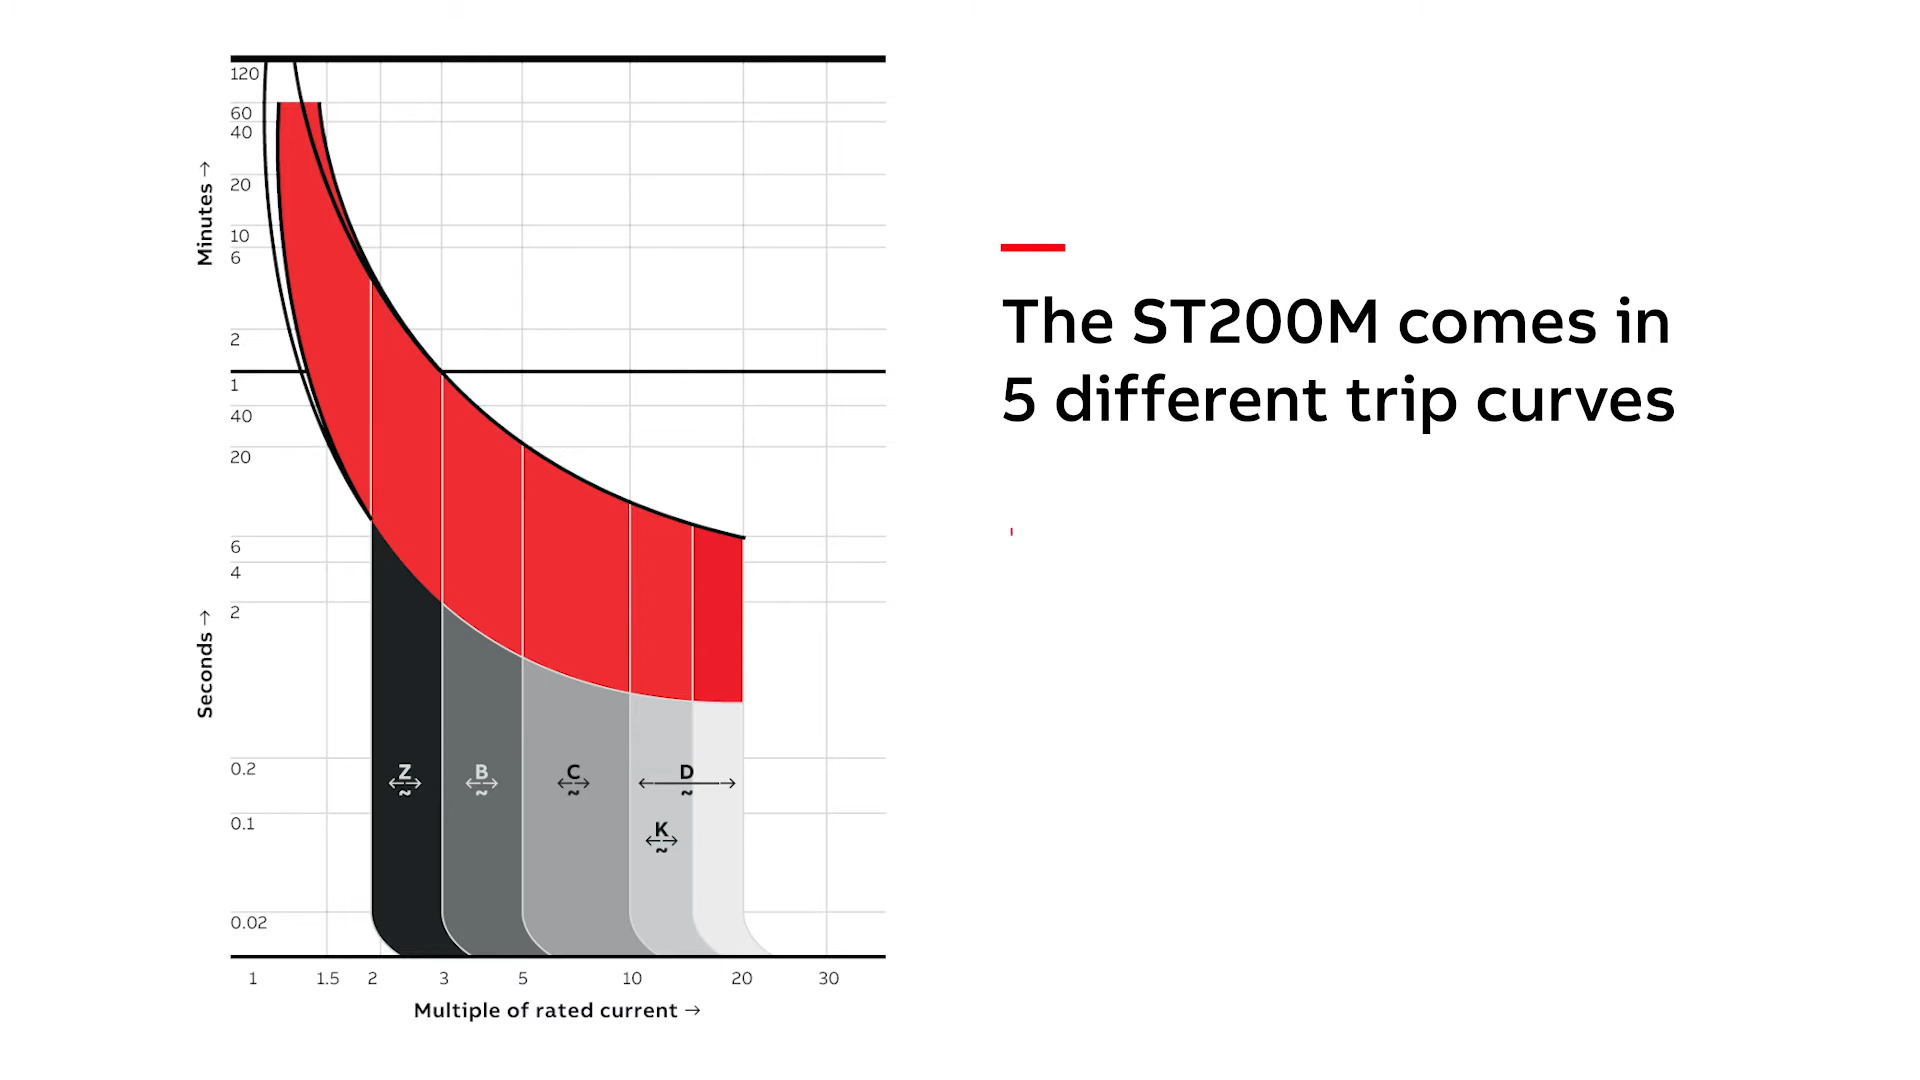 120
60
40
20
10
6
2
1
40
20
6
4
2
0.2
0.1
0.02
Minutes →
Seconds →
Z
~
B
~
C
~
D
~
K
~
1 1.5 2 3 5 10 20 30
Multiple of rated current →
The ST200M comes in
5 different trip curves